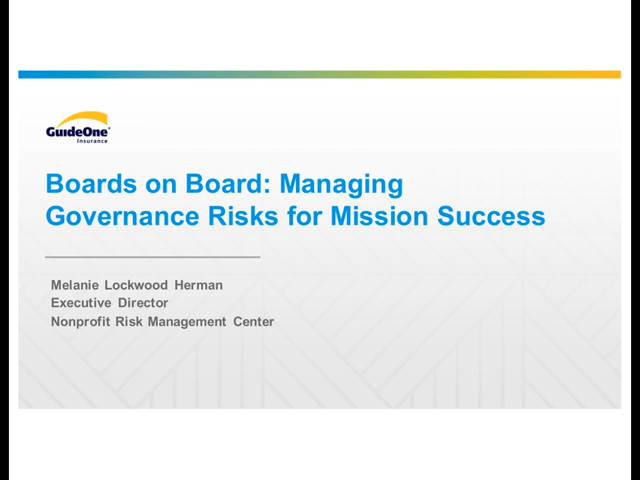 GuideOne®
Insurance
Boards on Board: Managing
Governance Risks for Mission Success
Melanie Lockwood Herman
Executive Director
Nonprofit Risk Management Center